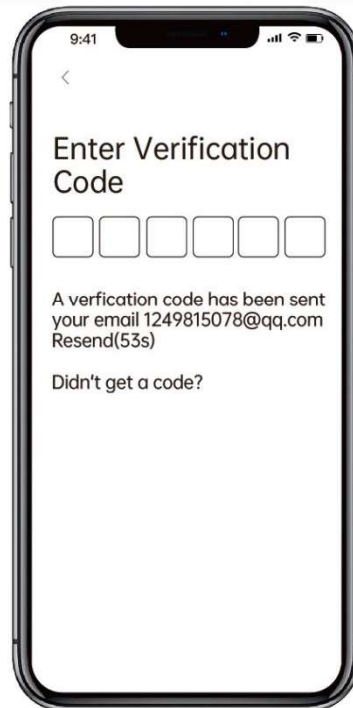 9:41
Enter Verification
Code
A verfication code has been sent
your email 1249815078@qq.com
Resend(53s)
Didn't get a code?